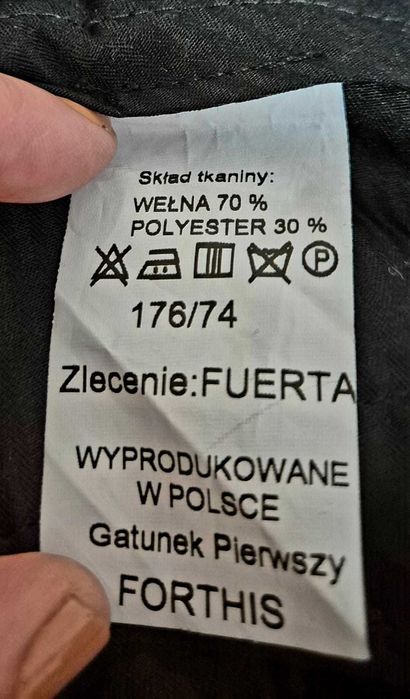 Skład tkaniny:
WEŁNA 70 %
POLYESTER 30 %
P
176/74
Zlecenie:FUERTA
WYPRODUKOWANE
W POLSCE
Gatunek Pierwszy
FORTHIS